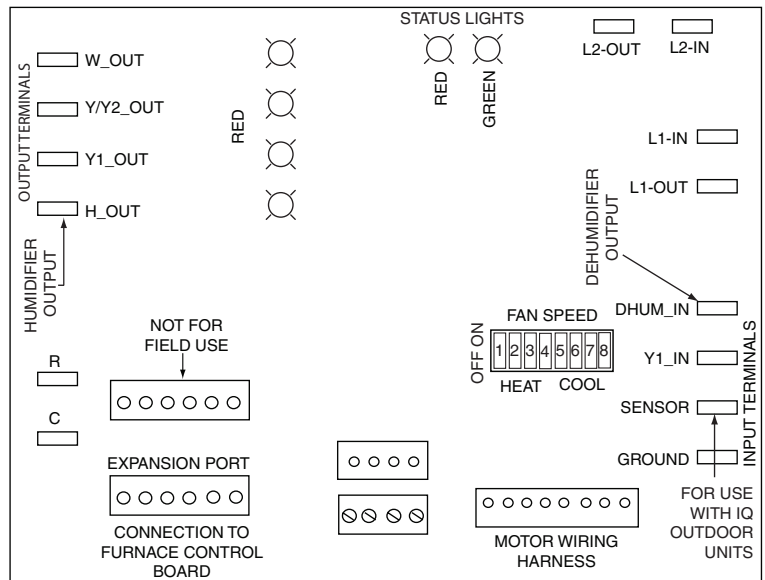 STATUS LIGHTS
RED
GREEN
L2-OUT
L2-IN
OUTPUT TERMINALS
W_OUT
Y/Y2_OUT
Y1_OUT
H_OUT
RED
L1-IN
L1-OUT
HUMIDIFIER
OUTPUT
DEHUMIDIFIER
OUTPUT
NOT FOR
FIELD USE
FAN SPEED
OFF ON
1 2 3 4 5 6 7 8
HEAT
COOL
DHUM_IN
Y1_IN
SENSOR
GROUND
INPUT TERMINALS
R
C
EXPANSION PORT
CONNECTION TO
FURNACE CONTROL
BOARD
MOTOR WIRING
HARNESS
FOR USE
WITH IQ
OUTDOOR
UNITS